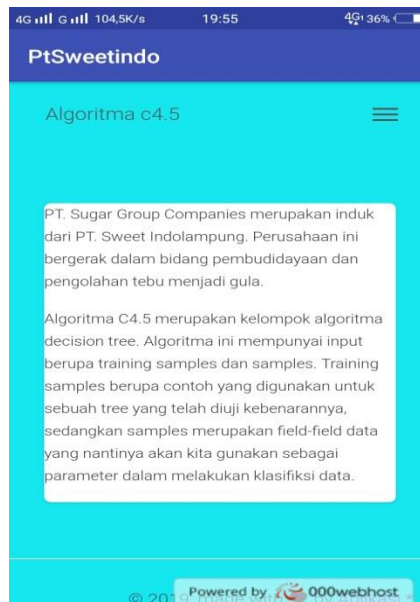 4G G 104,5K/s 19:55 4G 36%
PtSweetindo
Algoritma c4.5
PT. Sugar Group Companies merupakan induk
dari PT. Sweet Indolampung. Perusahaan ini
bergerak dalam bidang pembudidayaan dan
pengolahan tebu menjadi gula.
Algoritma C4.5 merupakan kelompok algoritma
decision tree. Algoritma ini mempunyai input
berupa training samples dan samples. Training
samples berupa contoh yang digunakan untuk
sebuah tree yang telah diuji kebenarannya,
sedangkan samples merupakan field-field data
yang nantinya akan kita gunakan sebagai
parameter dalam melakukan klasifiksi data.
Powered by 000webhost